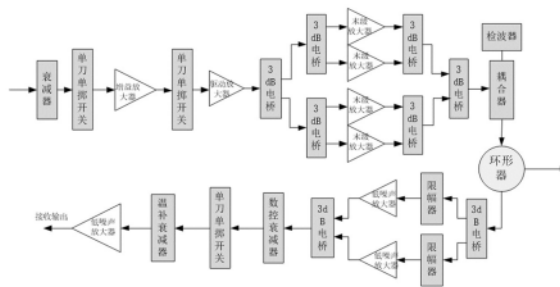 衰减器
单刀单掷开关
增益放
大器
单刀单掷开关
驱动放
大器
3dB电桥
3dB电桥
3dB电桥
末级
放大器
末级
放大器
末级
放大器
末级
放大器
3dB电桥
3dB电桥
3dB电桥
检波器
耦合器
环形
器
接收输出
低噪声
放大器
温补衰减器
单刀单掷开关
数控衰减器
3dB电桥
低噪声
放大器
低噪声
放大器
限幅器
限幅器
3dB电桥